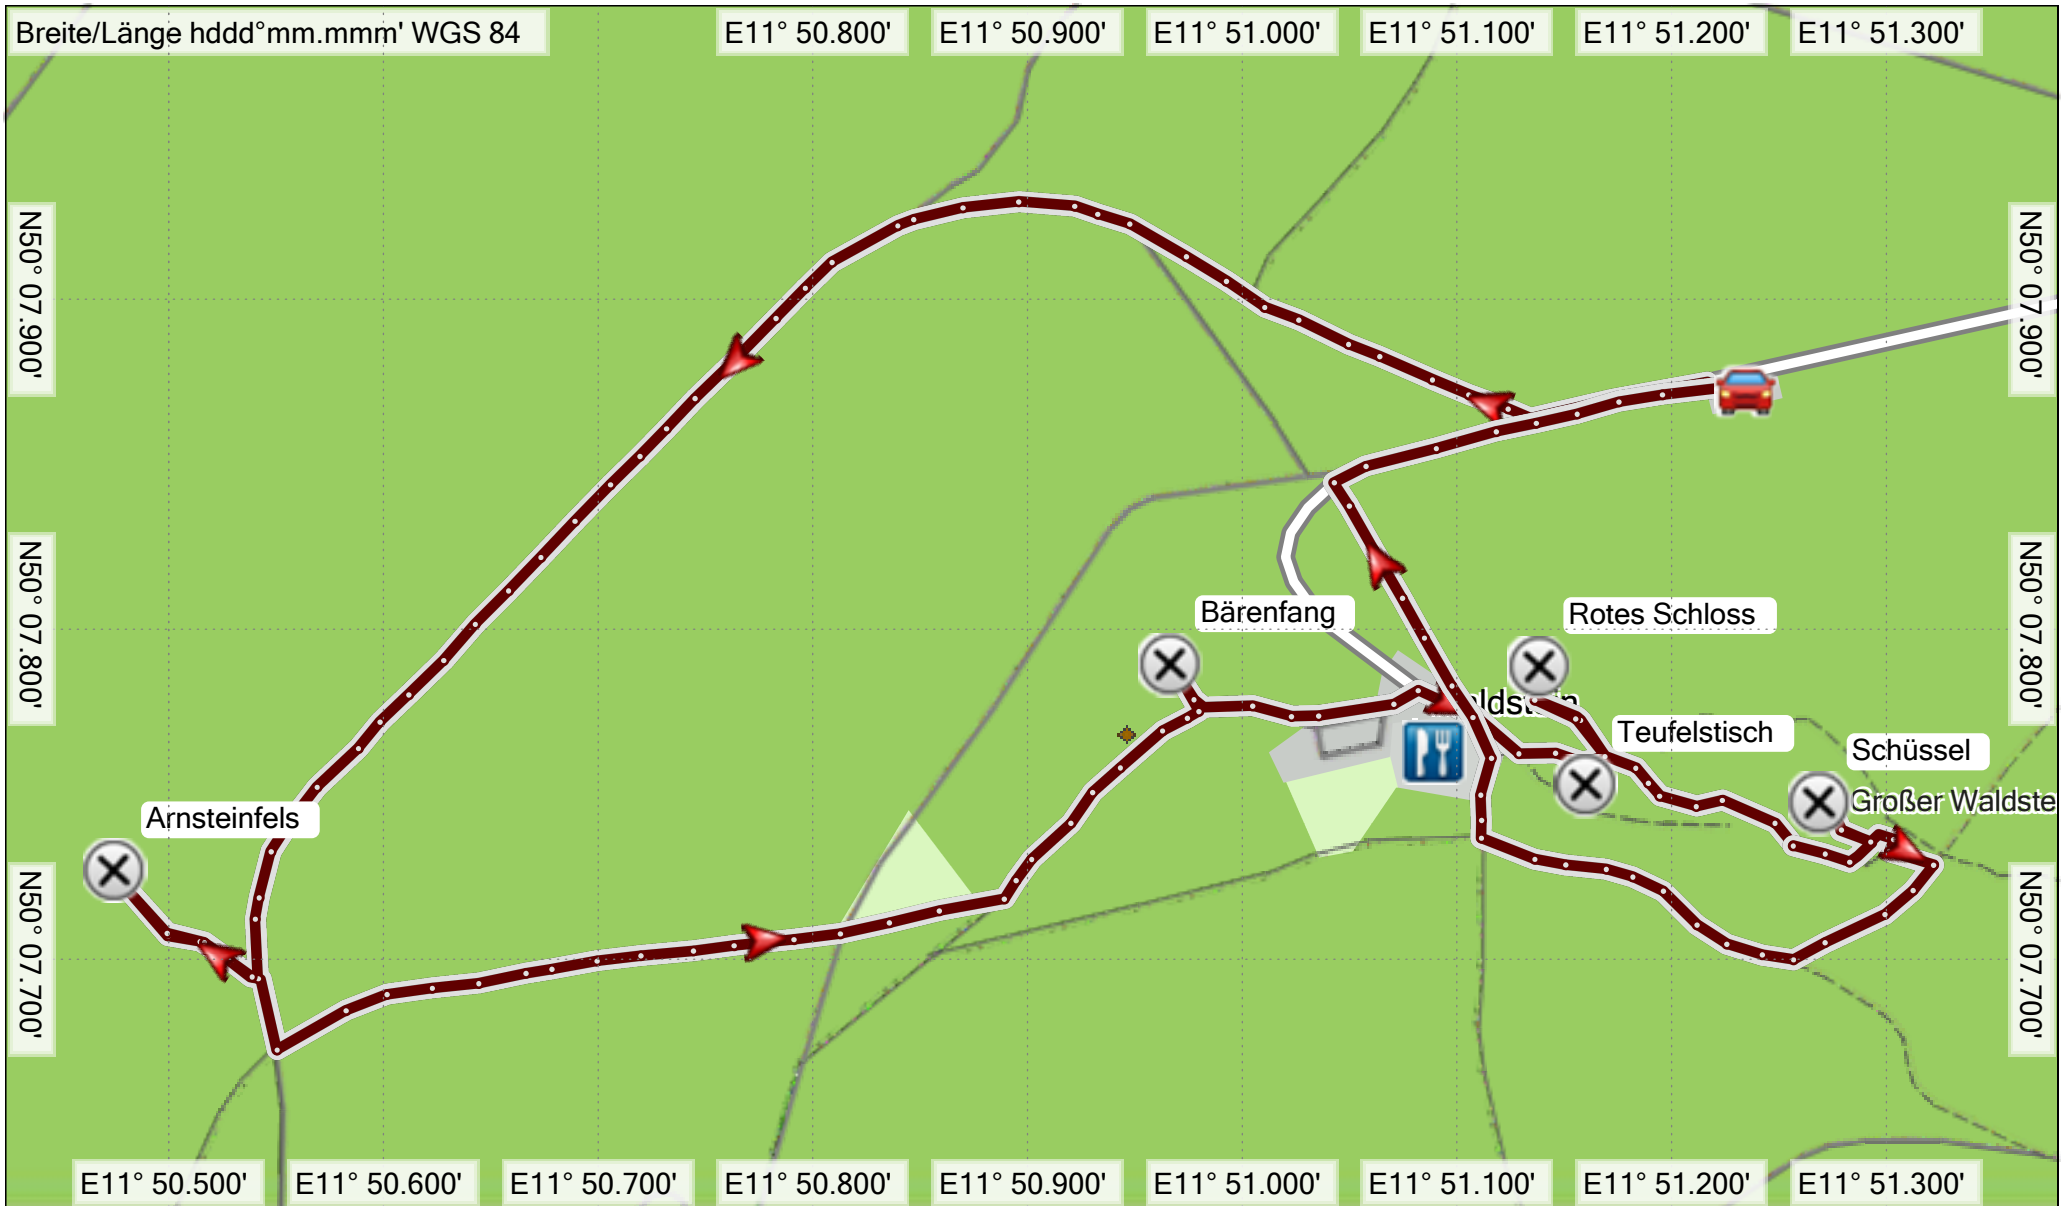 Breite/Länge hddd°mm.mmm' WGS 84
E11° 50.800'
E11° 50.900'
E11° 51.000'
E11° 51.100'
E11° 51.200'
E11° 51.300'
N50° 07.900'
N50° 07.900'
N50° 07.800'
N50° 07.800'
Bärenfang
Rotes Schloss
Teufelstisch
Schüssel
Großer Waldste
Arnsteinfels
N50° 07.700'
N50° 07.700'
E11° 50.500'
E11° 50.600'
E11° 50.700'
E11° 50.800'
E11° 50.900'
E11° 51.000'
E11° 51.100'
E11° 51.200'
E11° 51.300'